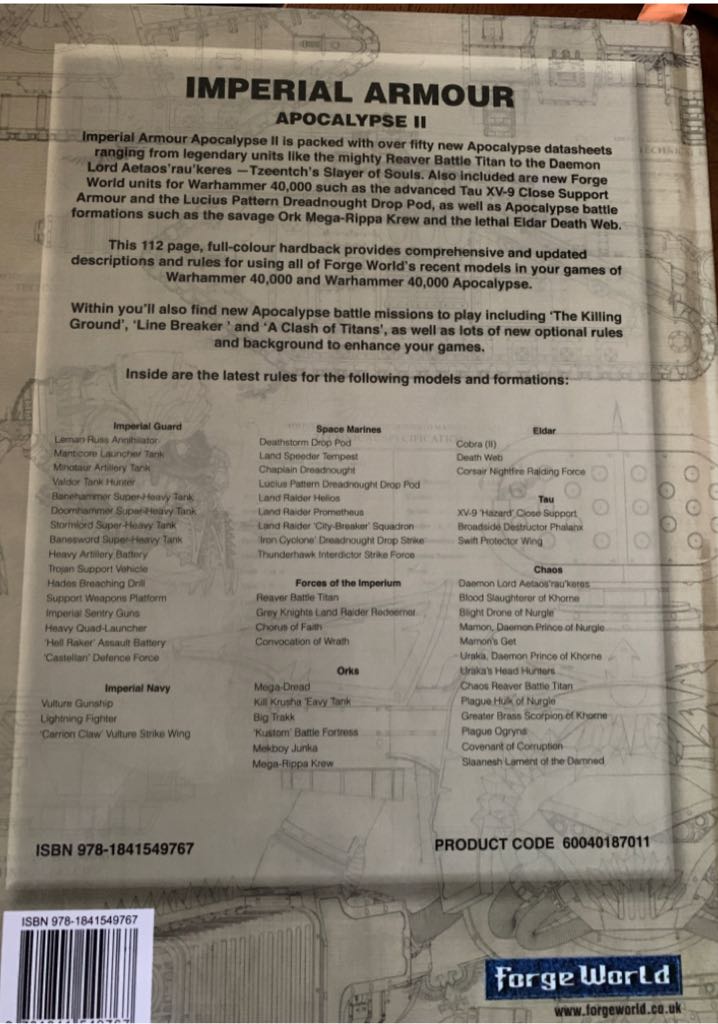 IMPERIAL ARMOUR
APOCALYPSE II
Imperial Armour Apocalypse II is packed with over fifty new Apocalypse datasheets
ranging from legendary units like the mighty Reaver Battle Titan to the Daemon
Lord Aetaos'rau'keres —Tzeentch's Slayer of Souls. Also included are new Forge
World units for Warhammer 40,000 such as the advanced Tau XV-9 Close Support
Armour and the Lucius Pattern Dreadnought Drop Pod, as well as Apocalypse battle
formations such as the savage Ork Mega-Rippa Krew and the lethal Eldar Death Web.
This 112 page, full-colour hardback provides comprehensive and updated
descriptions and rules for using all of Forge World's recent models in your games of
Warhammer 40,000 and Warhammer 40,000 Apocalypse.
Within you'll also find new Apocalypse battle missions to play including 'The Killing
Ground', 'Line Breaker ' and 'A Clash of Titans', as well as lots of new optional rules
and background to enhance your games.
Inside are the latest rules for the following models and formations:
Imperial Guard
Leman Russ Annihilator
Manticore Launcher Tank
Minotaur Artillery Tank
Valdor Tank Hunter
Banehammer Super-Heavy Tank
Doomhammer Super-Heavy Tank
Stormlord Super-Heavy Tank
Banesword Super-Heavy Tank
Heavy Artillery Battery
Trojan Support Vehicle
Hades Breaching Drill
Support Weapons Platform
Imperial Sentry Guns
Heavy Quad-Launcher
'Hell Raker' Assault Battery
'Castellan' Defence Force
Imperial Navy
Vulture Gunship
Lightning Fighter
'Carrion Claw' Vulture Strike Wing
Space Marines
Deathstorm Drop Pod
Land Speeder Tempest
Chaplain Dreadnought
Lucius Pattern Dreadnought Drop Pod
Land Raider Helios
Land Raider Prometheus
Land Raider 'City-Breaker' Squadron
'Iron Cyclone' Dreadnought Drop Strike
Thunderhawk Interdictor Strike Force
Forces of the Imperium
Reaver Battle Titan
Grey Knights Land Raider Redeemer
Chorus of Faith
Convocation of Wrath
Orks
Mega-Dread
Kill Krusha 'Eavy Tank
Big Trakk
'Kustom' Battle Fortress
Mekboy Junka
Mega-Rippa Krew
Eldar
Cobra (II)
Death Web
Corsair Nightfire Raiding Force
Tau
XV-9 'Hazard' Close Support
Broadside Destructor Phalanx
Swift Protector Wing
Chaos
Daemon Lord Aetaos'rau'keres
Blood Slaughterer of Khorne
Blight Drone of Nurgle
Mamon, Daemon Prince of Nurgle
Mamon's Get
Uraka, Daemon Prince of Khorne
Uraka's Head Hunters
Chaos Reaver Battle Titan
Plague Hulk of Nurgle
Greater Brass Scorpion of Khorne
Plague Ogryns
Covenant of Corruption
Slaanesh Lament of the Damned
ISBN 978-1841549767
PRODUCT CODE 60040187011
ISBN 978-1841549767
Forge World
www.forgeworld.co.uk